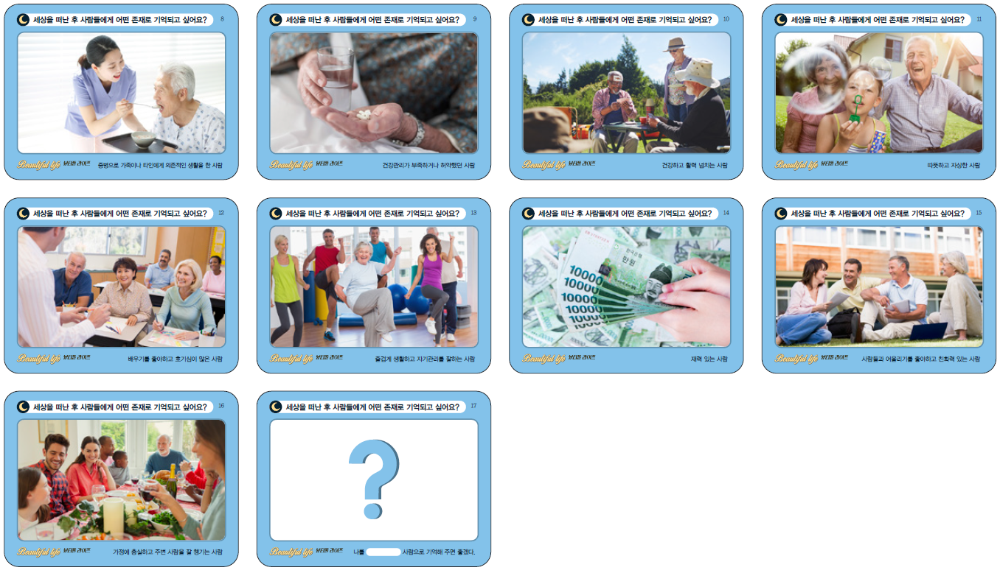 세상을 떠난 후 사람들에게 어떤 존재로 기억되고 싶어요? 8
Beautiful life 뷰티풀 라이프 중병으로 가족이나 타인에게 의존적인 생활을 한 사람
세상을 떠난 후 사람들에게 어떤 존재로 기억되고 싶어요? 9
Beautiful life 뷰티풀 라이프 건강관리가 부족하거나 허약했던 사람
세상을 떠난 후 사람들에게 어떤 존재로 기억되고 싶어요? 10
Beautiful life 뷰티풀 라이프 건강하고 활력 넘치는 사람
세상을 떠난 후 사람들에게 어떤 존재로 기억되고 싶어요? 11
Beautiful life 뷰티풀 라이프 따뜻하고 자상한 사람
세상을 떠난 후 사람들에게 어떤 존재로 기억되고 싶어요? 12
Beautiful life 뷰티풀 라이프 배우기를 좋아하고 호기심이 많은 사람
세상을 떠난 후 사람들에게 어떤 존재로 기억되고 싶어요? 13
Beautiful life 뷰티풀 라이프 즐겁게 생활하고 자기관리를 잘하는 사람
세상을 떠난 후 사람들에게 어떤 존재로 기억되고 싶어요? 14
한국은행
만원
10000
10000
10000
10000
10000
Beautiful life 뷰티풀 라이프 재력 있는 사람
세상을 떠난 후 사람들에게 어떤 존재로 기억되고 싶어요? 15
Beautiful life 뷰티풀 라이프 사람들과 어울리기를 좋아하고 친화력 있는 사람
세상을 떠난 후 사람들에게 어떤 존재로 기억되고 싶어요? 16
Beautiful life 뷰티풀 라이프 가정에 충실하고 주변 사람을 잘 챙기는 사람
세상을 떠난 후 사람들에게 어떤 존재로 기억되고 싶어요? 17
?
Beautiful life 뷰티풀 라이프 나를 사람으로 기억해 주면 좋겠다.